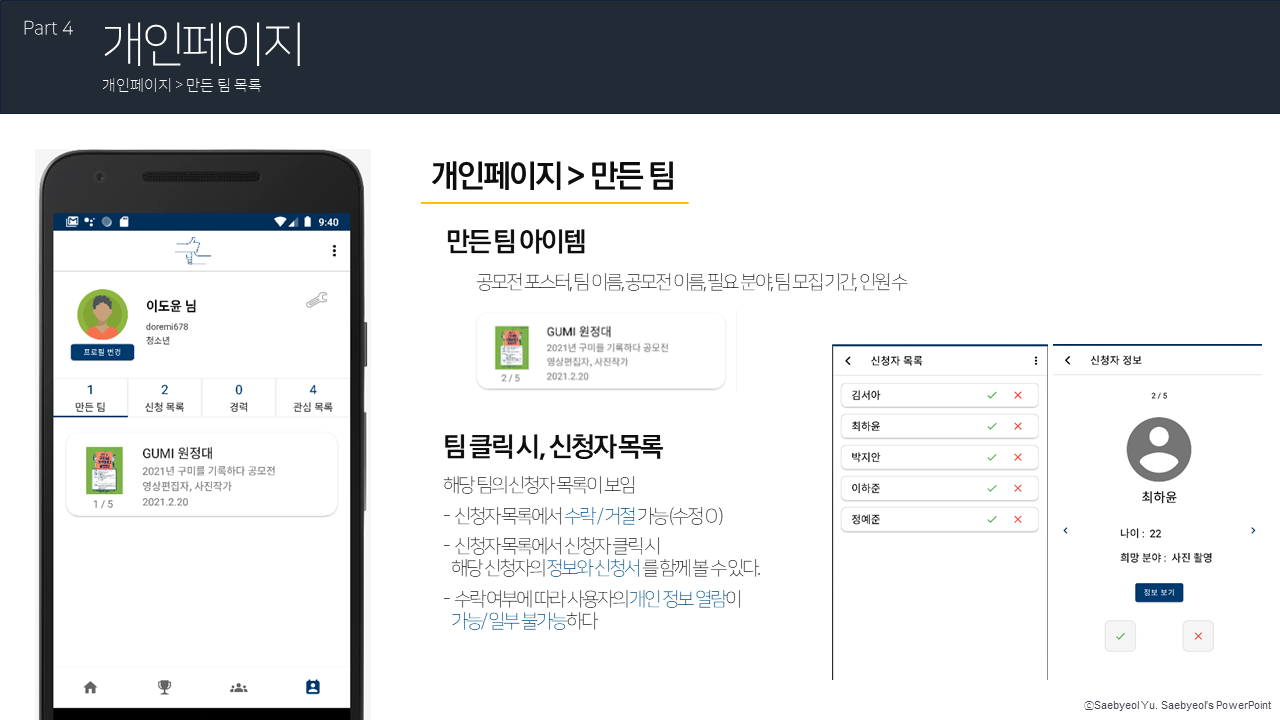 Part 4
개인페이지
개인페이지 > 만든 팀 목록
9:40
이도윤 님
doremi678
청소년
프로필 변경
1
만든 팀
2
신청 목록
0
경력
4
관심 목록
GUMI 원정대
2021년 구미를 기록하다 공모전
영상편집자, 사진작가
2021.2.20
1 / 5
개인페이지 > 만든 팀
만든 팀 아이템
공모전 포스터, 팀 이름, 공모전 이름, 필요 분야, 팀 모집 기간, 인원 수
GUMI 원정대
2021년 구미를 기록하다 공모전
영상편집자, 사진작가
2021.2.20
2 / 5
팀 클릭 시, 신청자 목록
해당 팀의 신청자 목록이 보임
- 신청자 목록에서 수락 / 거절 가능 (수정 O)
- 신청자 목록에서 신청자 클릭 시
해당 신청자의 정보와 신청서 를 함께 볼 수 있다.
- 수락 여부에 따라 사용자의 개인 정보 열람이
가능/ 일부 불가능하다
신청자 목록
김서아
최하윤
박지안
이하준
정예준
신청자 정보
2 / 5
최하윤
나이 : 22
희망 분야 : 사진 촬영
정보 보기
ⓒSaebyeol Yu. Saebyeol's PowerPoint